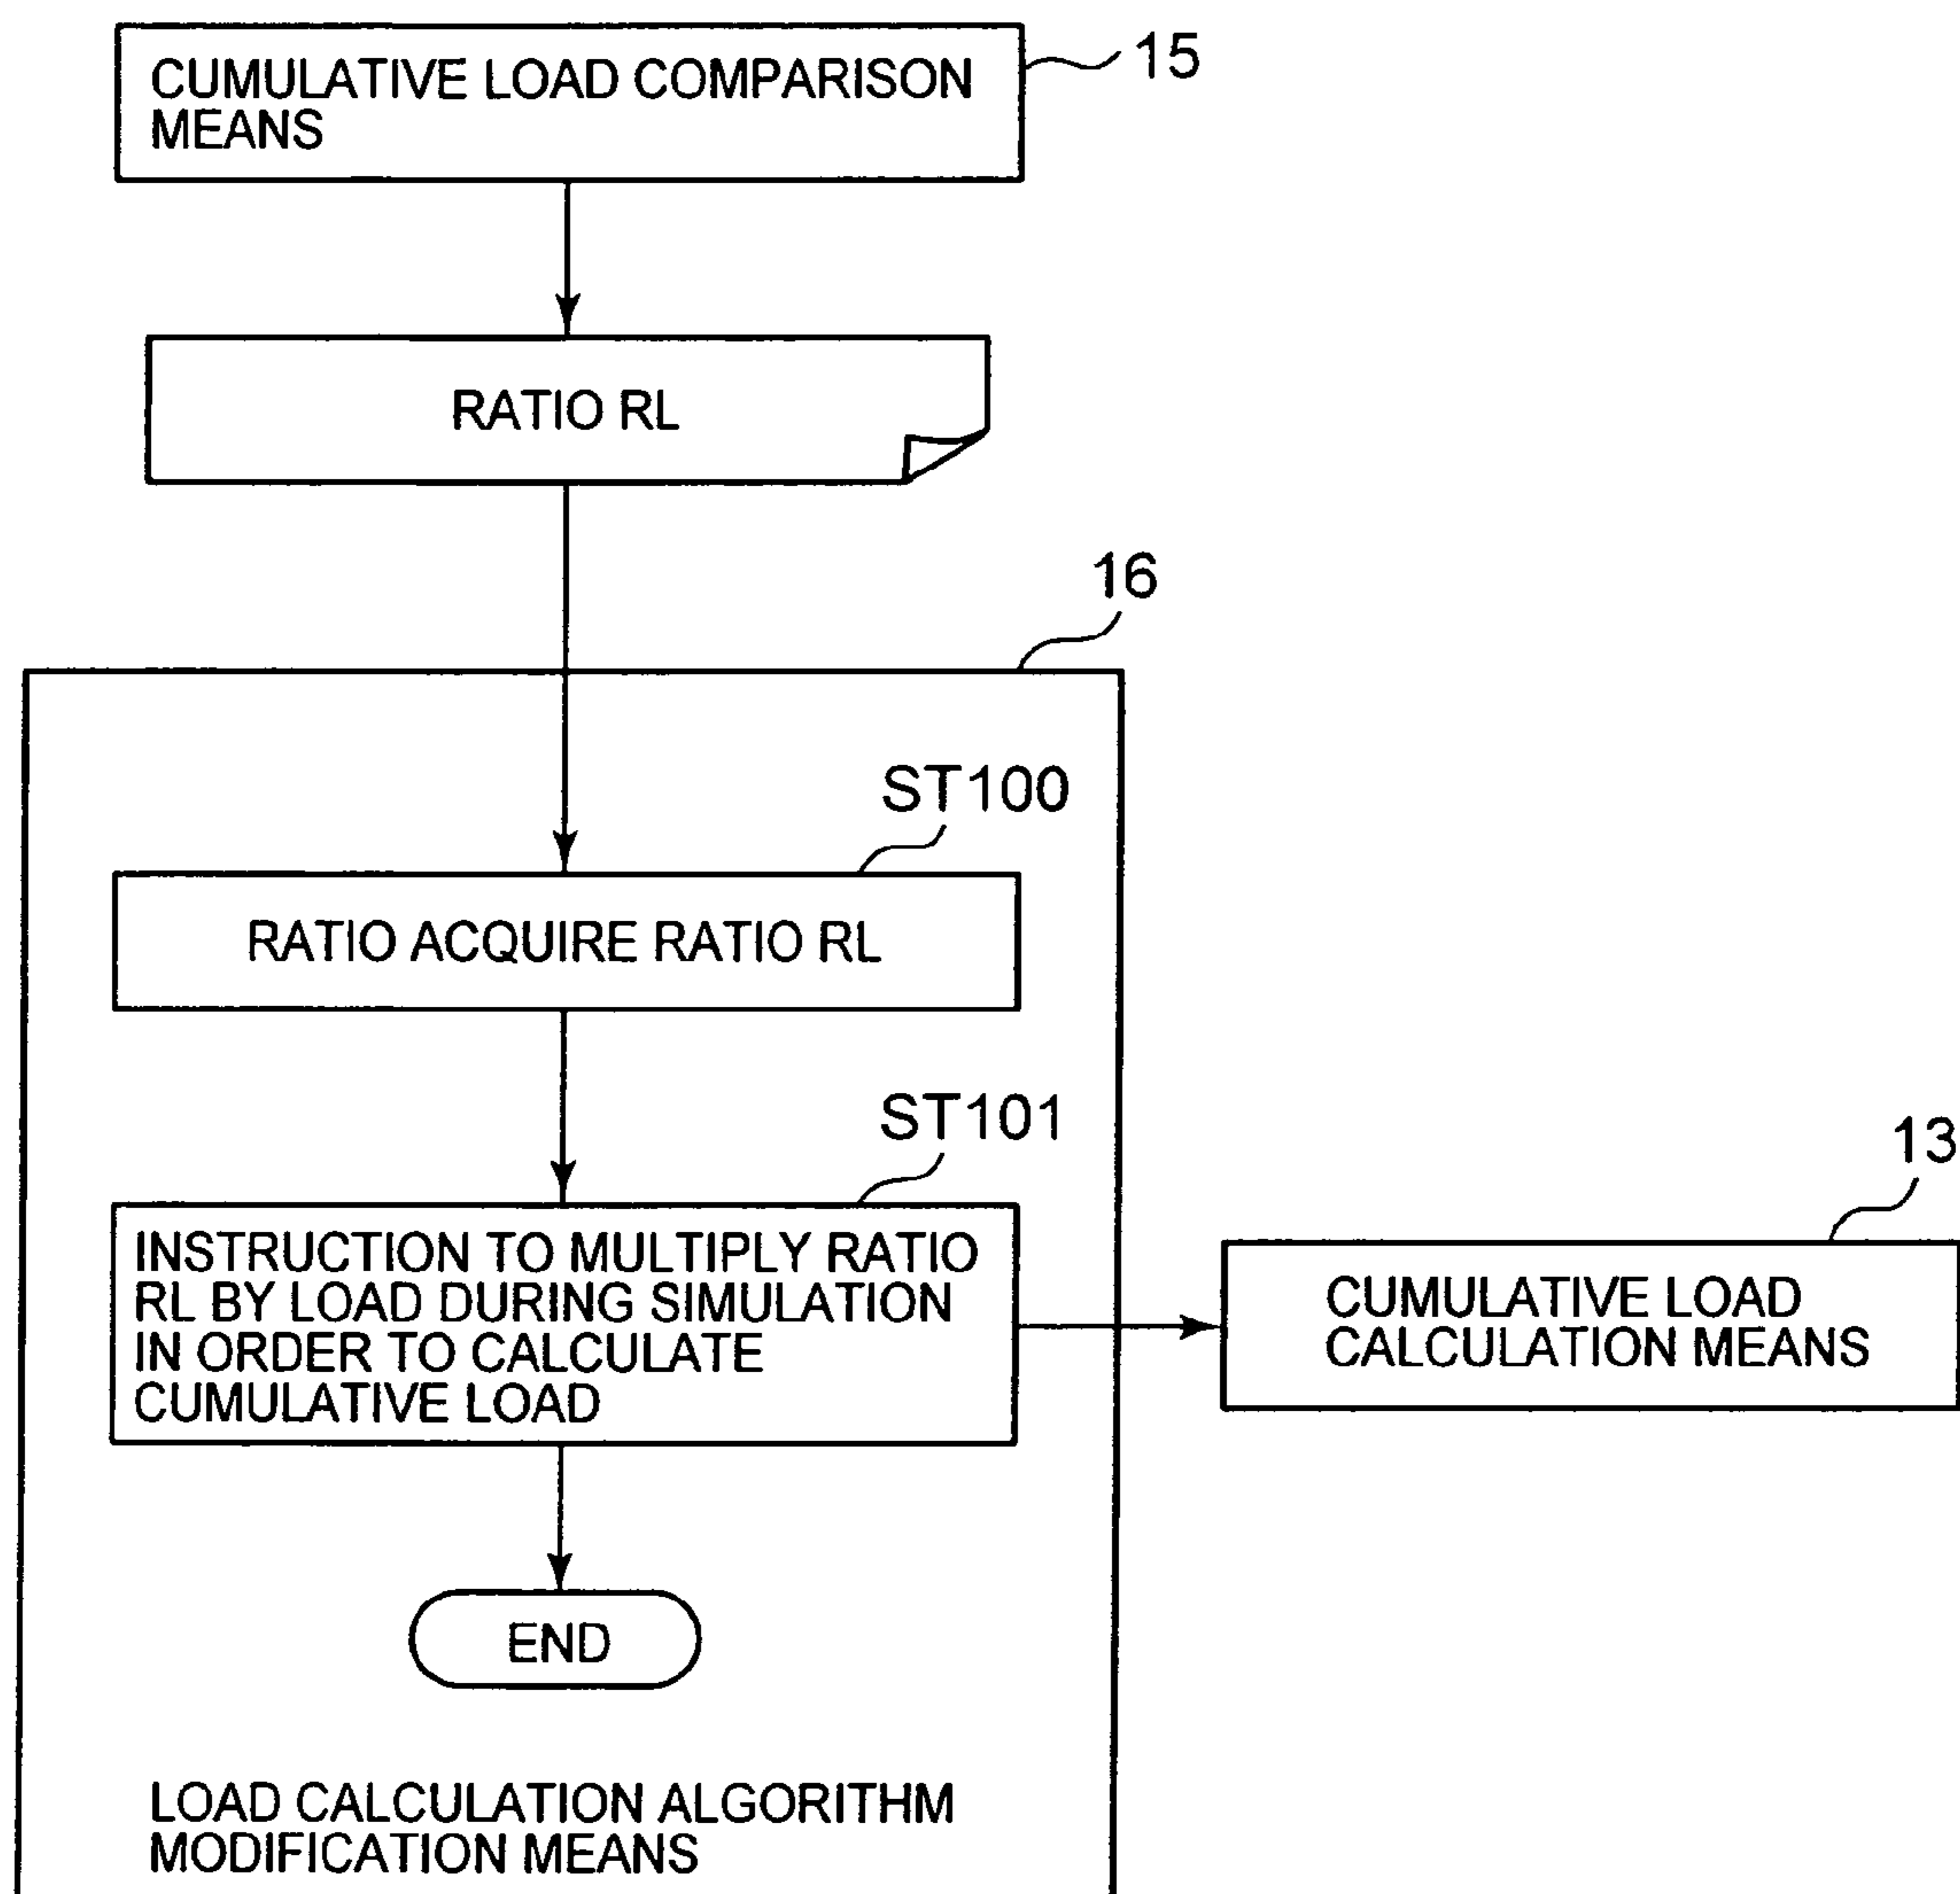 CUMULATIVE LOAD COMPARISON
MEANS
15
RATIO RL
16
ST100
RATIO ACQUIRE RATIO RL
ST101
INSTRUCTION TO MULTIPLY RATIO
RL BY LOAD DURING SIMULATION
IN ORDER TO CALCULATE
CUMULATIVE LOAD
13
CUMULATIVE LOAD
CALCULATION MEANS
END
LOAD CALCULATION ALGORITHM
MODIFICATION MEANS